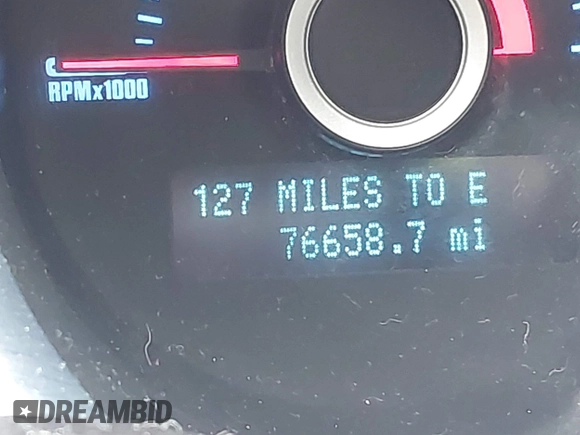 RPMx1000
127 MILES TO E
76658.7 mi
DREAMBID